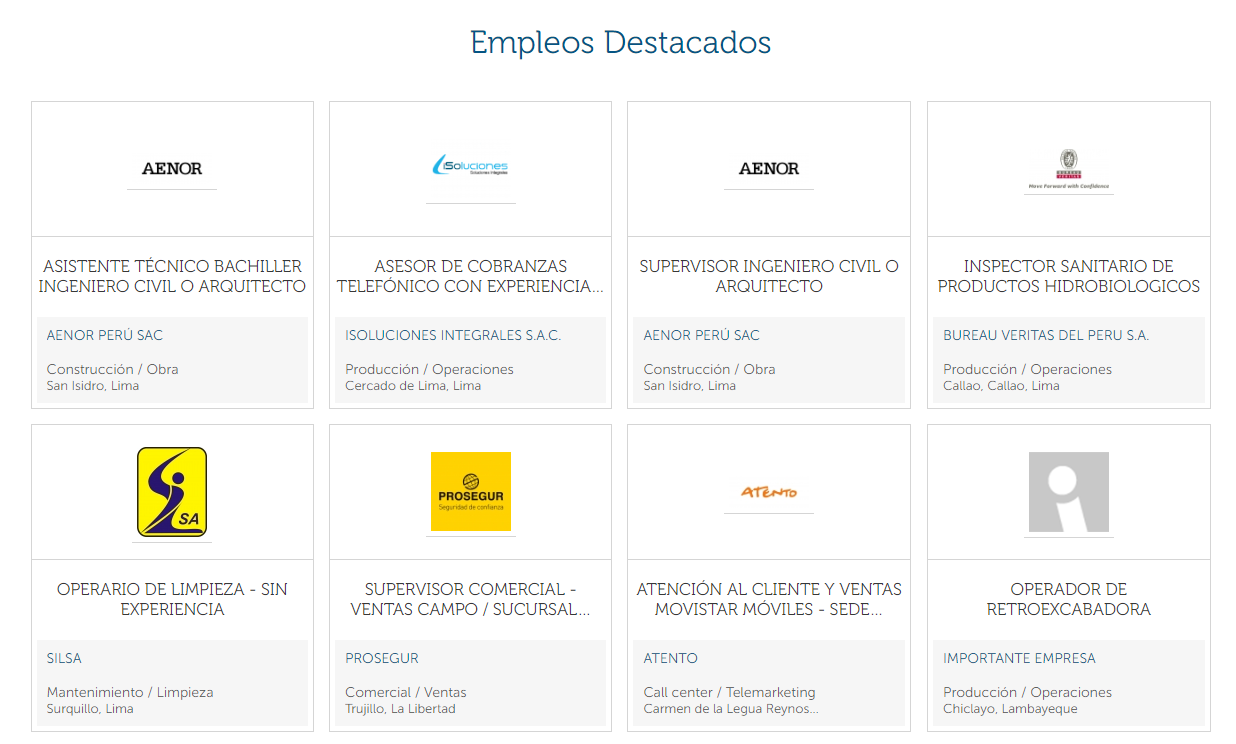 Empleos Destacados
AENOR
iSoluciones
Soluciones Integrales
AENOR
BUREAU
VERITAS
Move Forward with Confidence
ASISTENTE TÉCNICO BACHILLER
INGENIERO CIVIL O ARQUITECTO
ASESOR DE COBRANZAS
TELEFÓNICO CON EXPERIENCIA...
SUPERVISOR INGENIERO CIVIL O
ARQUITECTO
INSPECTOR SANITARIO DE
PRODUCTOS HIDROBIOLOGICOS
AENOR PERÚ SAC
Construcción / Obra
San Isidro, Lima
ISOLUCIONES INTEGRALES S.A.C.
Producción / Operaciones
Cercado de Lima, Lima
AENOR PERÚ SAC
Construcción / Obra
San Isidro, Lima
BUREAU VERITAS DEL PERU S.A.
Producción / Operaciones
Callao, Callao, Lima
SA
PROSEGUR
Seguridad de confianza
ATENTO
OPERARIO DE LIMPIEZA - SIN
EXPERIENCIA
SUPERVISOR COMERCIAL -
VENTAS CAMPO / SUCURSAL...
ATENCIÓN AL CLIENTE Y VENTAS
MOVISTAR MÓVILES - SEDE...
OPERADOR DE
RETROEXCABADORA
SILSA
Mantenimiento / Limpieza
Surquillo, Lima
PROSEGUR
Comercial / Ventas
Trujillo, La Libertad
ATENTO
Call center / Telemarketing
Carmen de la Legua Reynos...
IMPORTANTE EMPRESA
Producción / Operaciones
Chiclayo, Lambayeque